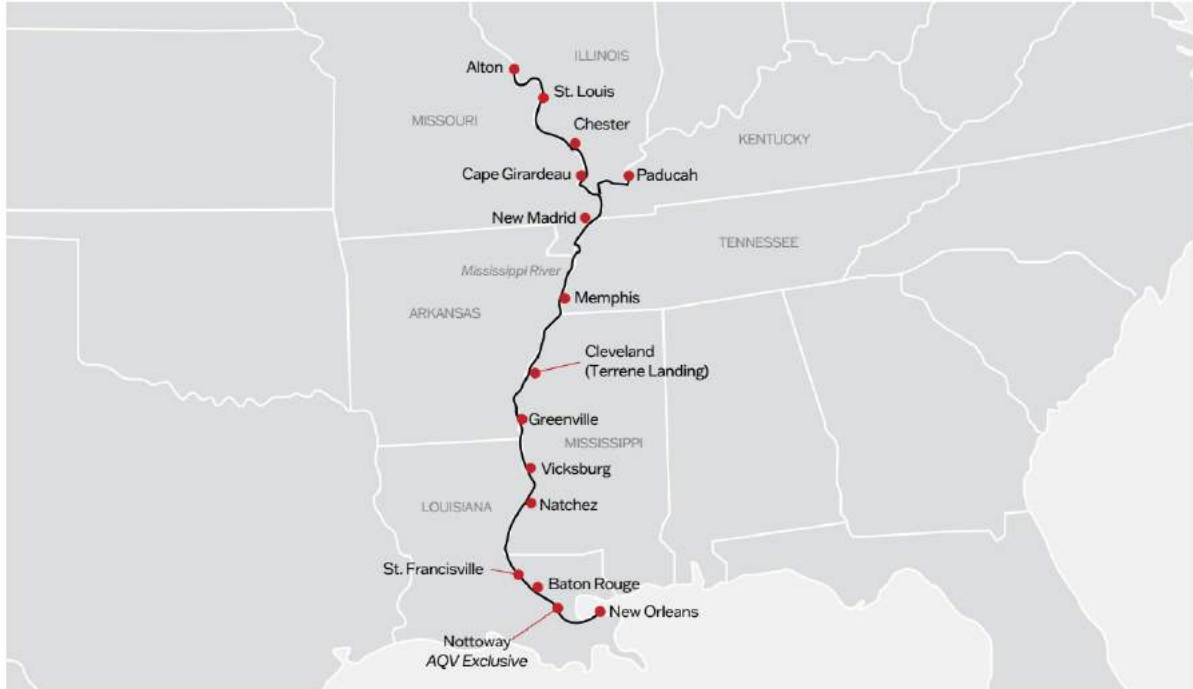 ILLINOIS
Alton
St. Louis
MISSOURI
Chester
KENTUCKY
Cape Girardeau
Paducah
New Madrid
TENNESSEE
Mississippi River
Memphis
ARKANSAS
Cleveland
(Terrene Landing)
Greenville
MISSISSIPPI
Vicksburg
LOUISIANA
Natchez
St. Francisville
Baton Rouge
New Orleans
Nottoway
AQV Exclusive